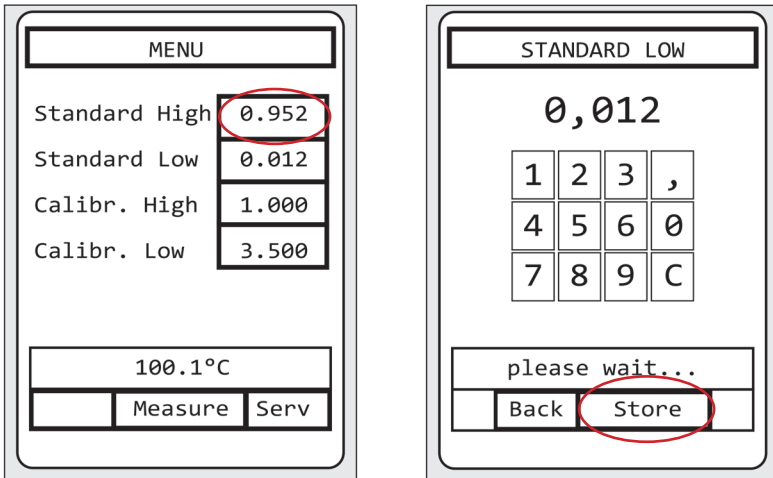 MENU
Standard High 0.952
Standard Low 0.012
Calibr. High 1.000
Calibr. Low 3.500
100.1°C
Measure Serv
STANDARD LOW
0,012
1 2 3 ,
4 5 6 0
7 8 9 C
please wait...
Back Store